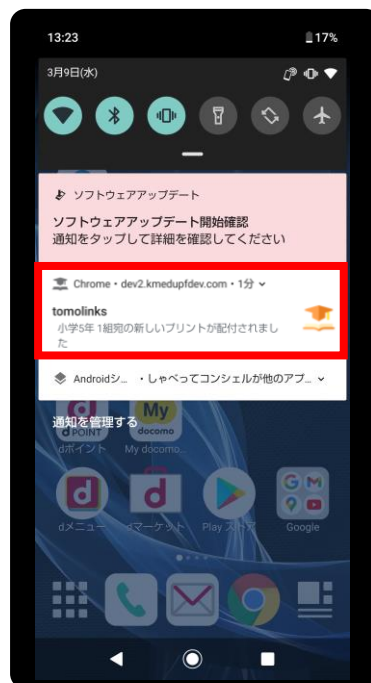 13:23
17%
3月9日(水)
ソフトウェアアップデート
ソフトウェアアップデート開始確認
通知をタップして詳細を確認してください
Chrome・dev2.kmedupfdev.com・1分
tomolinks
小学5年 1組宛の新しいプリントが配付されまし
た
Androidシ… ・しゃべってコンシェルが他のアプ…
通知を管理する
d POINT
My
docomo
dポイント
My docomo…
d
d
G M
dメニュー
dマーケット
Play ストア
Google